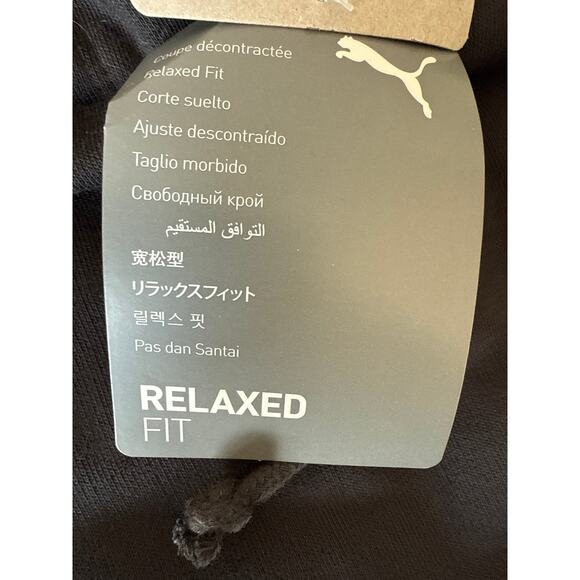 Coupe décontractée
Relaxed Fit
Corte suelto
Ajuste descontraído
Taglio morbido
Свободный крой
التوافق المستقيم
宽松型
リラックスフィット
릴렉스 핏
Pas dan Santai
RELAXED
FIT